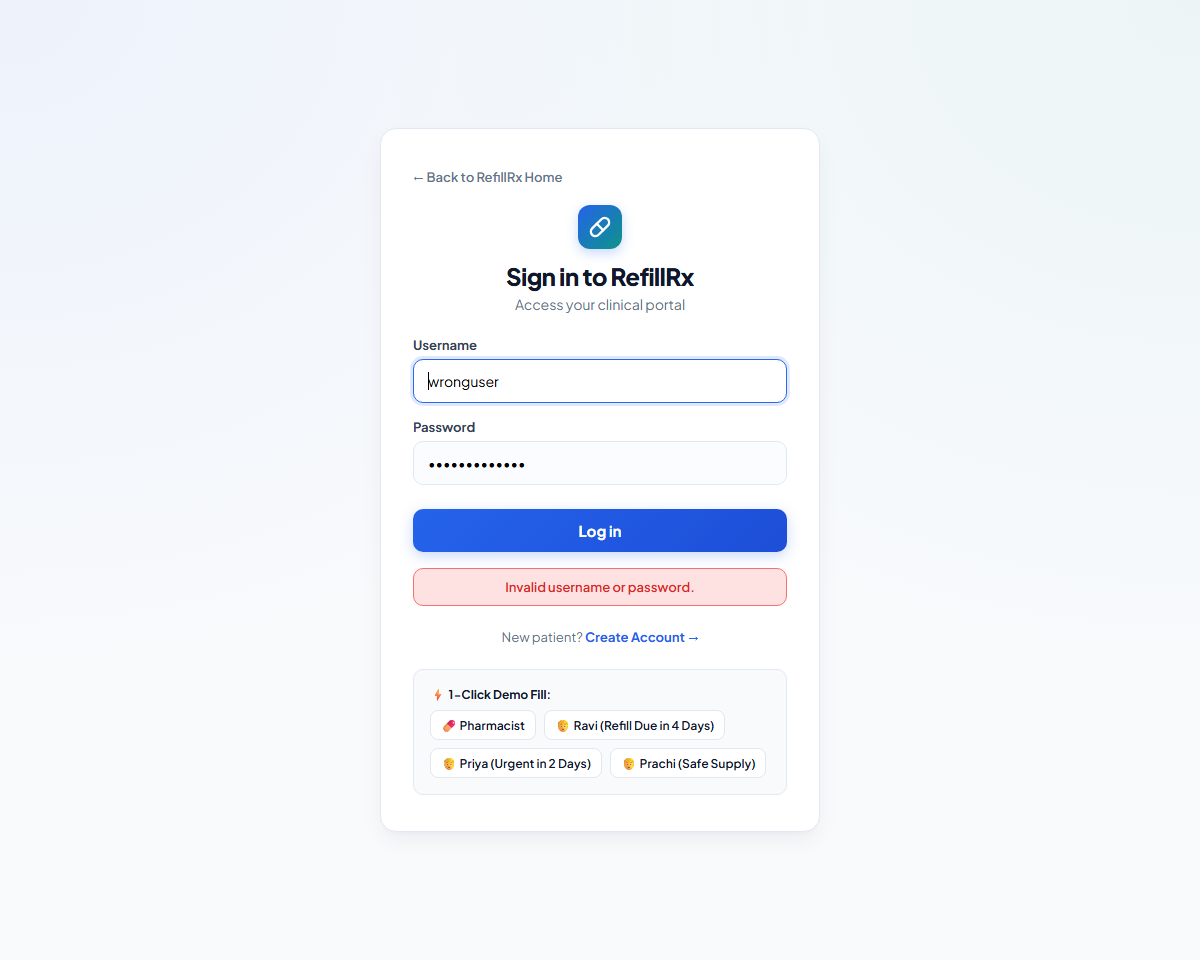 ← Back to RefillRx Home
Sign in to RefillRx
Access your clinical portal
Username
wronguser
Password
•••••••••••••
Log in
Invalid username or password.
New patient? Create Account →
1-Click Demo Fill:
Pharmacist
Ravi (Refill Due in 4 Days)
Priya (Urgent in 2 Days)
Prachi (Safe Supply)